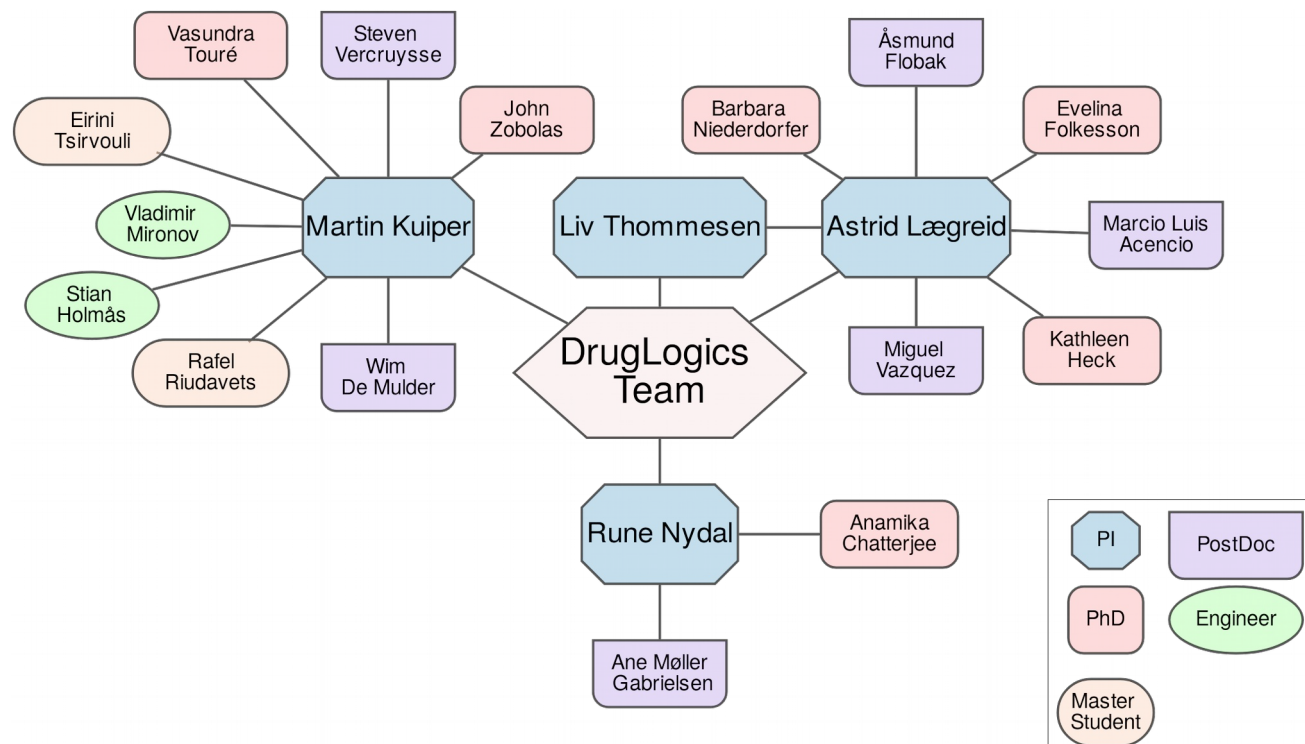 Vasundra
Touré
Steven
Vercruysse
Åsmund
Flobak
Eirini
Tsirvouli
John
Zobolas
Barbara
Niederdorfer
Evelina
Folkesson
Vladimir
Mironov
Martin Kuiper
Liv Thommesen
Astrid Lægreid
Marcio Luis
Acencio
Stian
Holmås
Rafel
Riudavets
Wim
De Mulder
DrugLogics
Team
Miguel
Vazquez
Kathleen
Heck
Rune Nydal
Anamika
Chatterjee
Ane Møller
Gabrielsen
PI
PostDoc
PhD
Engineer
Master
Student